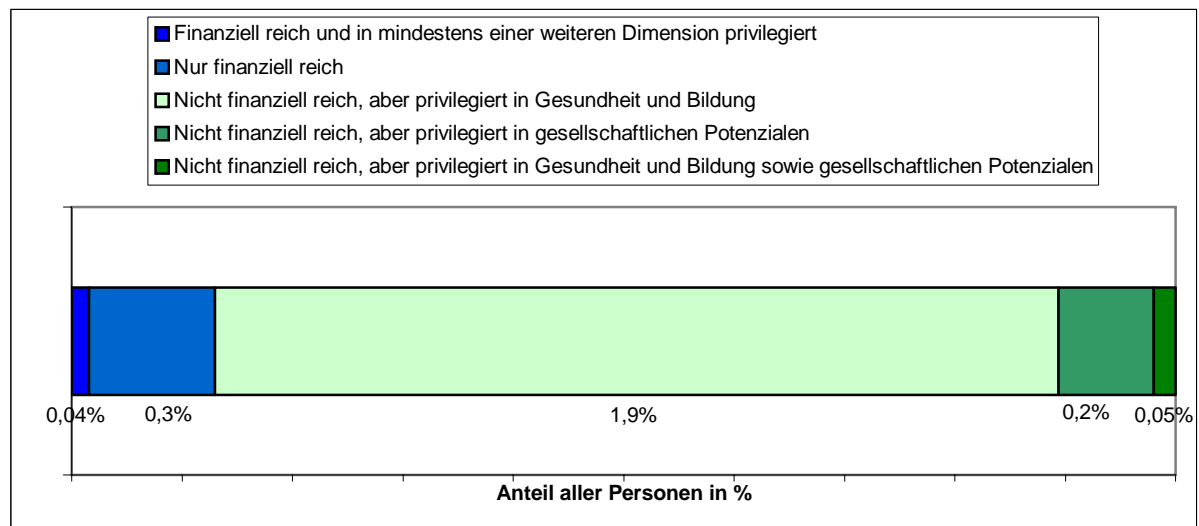 Finanziell reich und in mindestens einer weiteren Dimension privilegiert
Nur finanziell reich
Nicht finanziell reich, aber privilegiert in Gesundheit und Bildung
Nicht finanziell reich, aber privilegiert in gesellschaftlichen Potenzialen
Nicht finanziell reich, aber privilegiert in Gesundheit und Bildung sowie gesellschaftlichen Potenzialen
0,04% 0,3% 1,9% 0,2% 0,05%
Anteil aller Personen in %